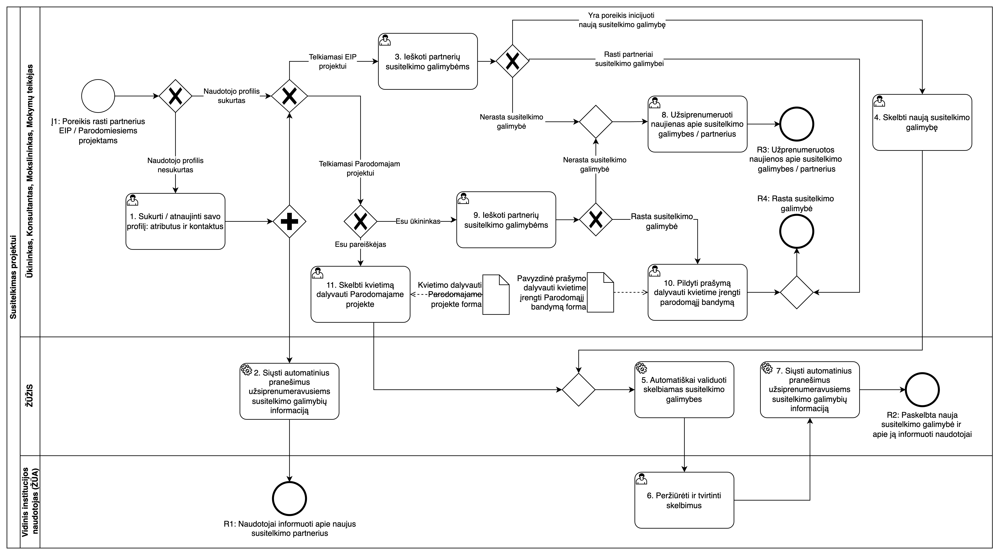 Susitelkimas projektui
Ūkininkas, Konsultantas, Mokslininkas, Mokymų teikėjas
Į1: Poreikis rasti partnerius
EIP / Parodomiesiems
projektams
Naudotojo profilis
sukurtas
Naudotojo profilis
nesukurtas
1. Sukurti / atnaujinti savo
profilį: atributus ir kontaktus
Telkiamasi EIP
projektui
3. Ieškoti partnerių
susitelkimo galimybėms
Yra poreikis inicijuoti
naują susitelkimo galimybę
Rasti partneriai
susitelkimo galimybei
Nerasta susitelkimo
galimybė
8. Užsiprenumeruoti
naujienas apie susitelkimo
galimybes / partnerius
R3: Užprenumeruotos
naujienos apie susitelkimo
galimybes / partnerius
4. Skelbti naują susitelkimo
galimybę
Telkiamasi Parodomajam
projektui
Esu ūkininkas
Esu pareiškėjas
9. Ieškoti partnerių
susitelkimo galimybėms
Nerasta susitelkimo
galimybė
Rasta susitelkimo
galimybė
R4: Rasta susitelkimo
galimybė
11. Skelbti kvietimą
dalyvauti Parodomajame
projekte
Kvietimo dalyvauti
Parodomajame
projekte forma
Pavyzdinė prašymo
dalyvauti kvietime
įrengti Parodomąjį
bandymą forma
10. Pildyti prašymą
dalyvauti kvietime įrengti
parodomąjį bandymą
ŽŪŽIS
2. Siųsti automatinius
pranešimus
užsiprenumeravusiems
susitelkimo galimybių
informaciją
5. Automatiškai validuoti
skelbiamas susitelkimo
galimybes
7. Siųsti automatinius
pranešimus
užsiprenumeravusiems
susitelkimo galimybių
informaciją
R2: Paskelbta nauja
susitelkimo galimybė ir
apie ją informuoti naudotojai
Vidinis institucijos
naudotojas (ŽŪA)
R1: Naudotojai informuoti apie naujus
susitelkimo partnerius
6. Peržiūrėti ir tvirtinti
skelbimus